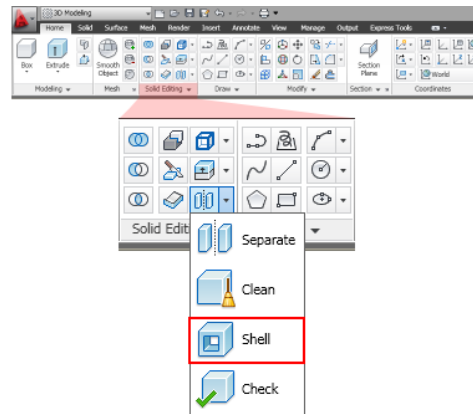 3D Modeling
Home Solid Surface Mesh Render Insert Annotate View Manage Output Express Tools
Box Extrude Smooth Object Section Plane World
Modeling Mesh Solid Editing Draw Modify Section Coordinates
Solid Edit
Separate
Clean
Shell
Check